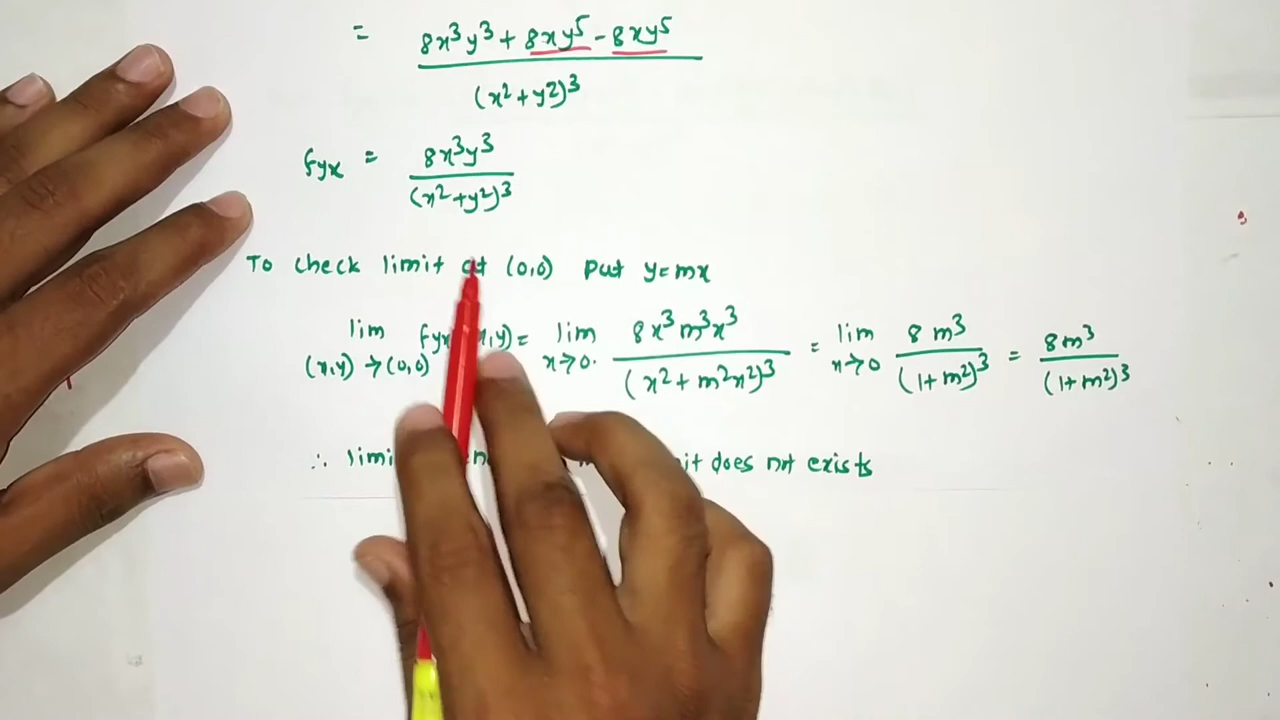 = 8x³y³ + 8xy⁵ - 8xy⁵ / (x² + y²)³
fyx = 8x³y³ / (x² + y²)³
To check limit at (0,0) put y=mx
lim (x,y) → (0,0) fyx x,y) = lim x→0. 8x³m³x³ / (x² + m²x²)³ = lim x→0 8m³ / (1+m²)³ = 8m³ / (1+m²)³
∴ does not exists